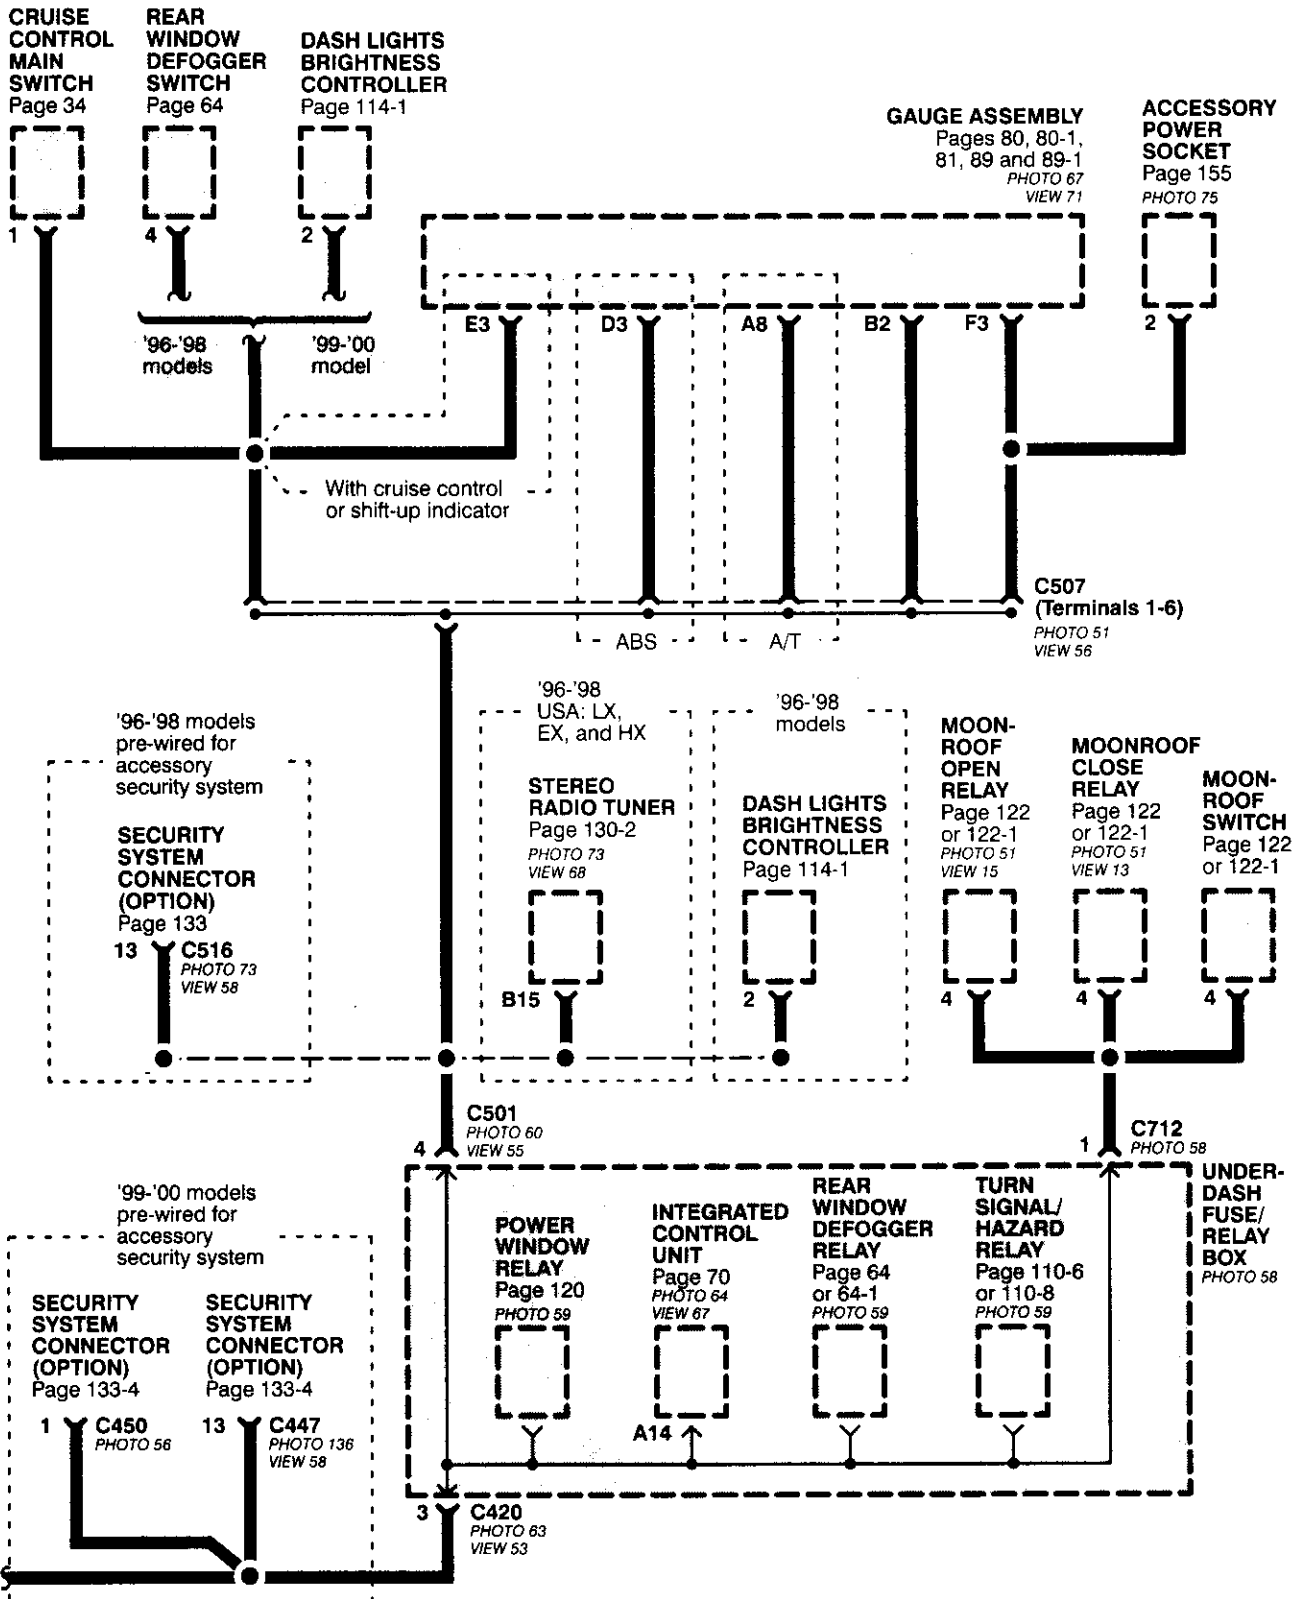 CRUISE
CONTROL
MAIN
SWITCH
Page 34
1
REAR
WINDOW
DEFOGGER
SWITCH
Page 64
4
DASH LIGHTS
BRIGHTNESS
CONTROLLER
Page 114-1
2
'96-'98
models
'99-'00
model
GAUGE ASSEMBLY
Pages 80, 80-1,
81, 89 and 89-1
PHOTO 67
VIEW 71
E3
D3
A8
B2
F3
ACCESSORY
POWER
SOCKET
Page 155
PHOTO 75
2
With cruise control
or shift-up indicator
C507
(Terminals 1-6)
PHOTO 51
VIEW 56
ABS
A/T
'96-'98 models
pre-wired for
accessory
security system
SECURITY
SYSTEM
CONNECTOR
(OPTION)
Page 133
13
C516
PHOTO 73
VIEW 58
'96-'98
USA: LX,
EX, and HX
STEREO
RADIO TUNER
Page 130-2
PHOTO 73
VIEW 68
B15
'96-'98
models
DASH LIGHTS
BRIGHTNESS
CONTROLLER
Page 114-1
2
MOON-
ROOF
OPEN
RELAY
Page 122
or 122-1
PHOTO 51
VIEW 15
4
MOONROOF
CLOSE
RELAY
Page 122
or 122-1
PHOTO 51
VIEW 13
4
MOON-
ROOF
SWITCH
Page 122
or 122-1
4
4
C501
PHOTO 60
VIEW 55
1
C712
PHOTO 58
UNDER-
DASH
FUSE/
RELAY
BOX
PHOTO 58
POWER
WINDOW
RELAY
Page 120
PHOTO 59
INTEGRATED
CONTROL
UNIT
Page 70
PHOTO 64
VIEW 67
A14
REAR
WINDOW
DEFOGGER
RELAY
Page 64
or 64-1
PHOTO 59
TURN
SIGNAL/
HAZARD
RELAY
Page 110-6
or 110-8
PHOTO 59
'99-'00 models
pre-wired for
accessory
security system
SECURITY
SYSTEM
CONNECTOR
(OPTION)
Page 133-4
1
C450
PHOTO 56
SECURITY
SYSTEM
CONNECTOR
(OPTION)
Page 133-4
13
C447
PHOTO 136
VIEW 58
3
C420
PHOTO 63
VIEW 53